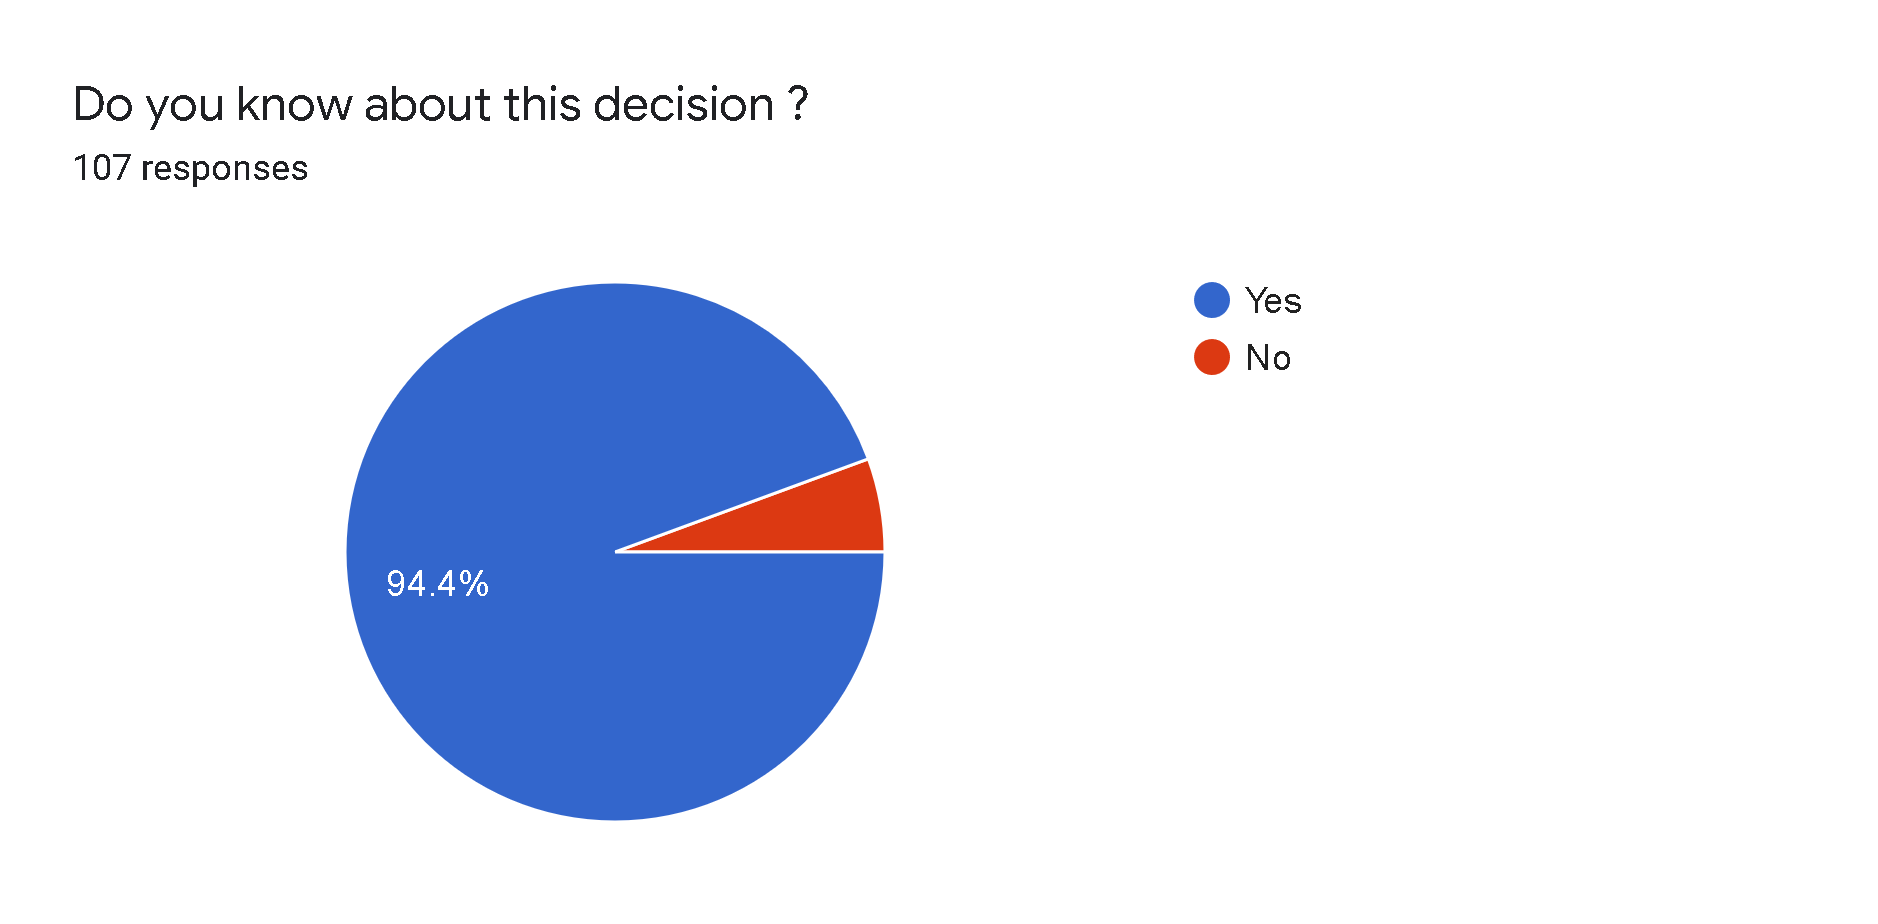 Do you know about this decision ?
107 responses
Yes
No
94.4%